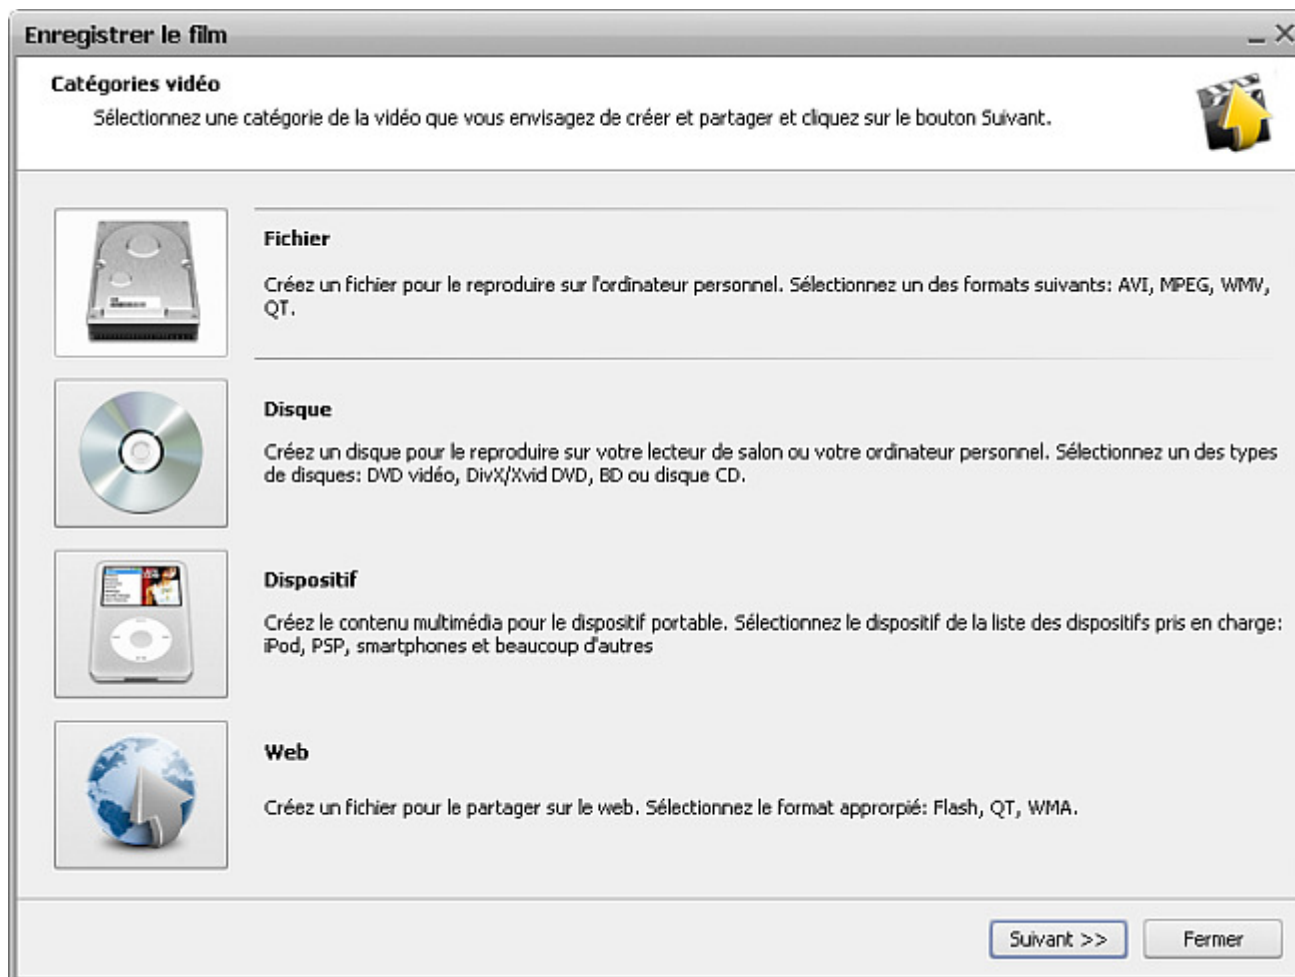 Enregistrer le film
Catégories vidéo
Sélectionnez une catégorie de la vidéo que vous envisagez de créer et partager et cliquez sur le bouton Suivant.
Fichier
Créez un fichier pour le reproduire sur l'ordinateur personnel. Sélectionnez un des formats suivants: AVI, MPEG, WMV,
QT.
Disque
Créez un disque pour le reproduire sur votre lecteur de salon ou votre ordinateur personnel. Sélectionnez un des types
de disques: DVD vidéo, DivX/Xvid DVD, BD ou disque CD.
Dispositif
Créez le contenu multimédia pour le dispositif portable. Sélectionnez le dispositif de la liste des dispositifs pris en charge:
iPod, PSP, smartphones et beaucoup d'autres
Web
Créez un fichier pour le partager sur le web. Sélectionnez le format approrpié: Flash, QT, WMA.
Suivant >>
Fermer